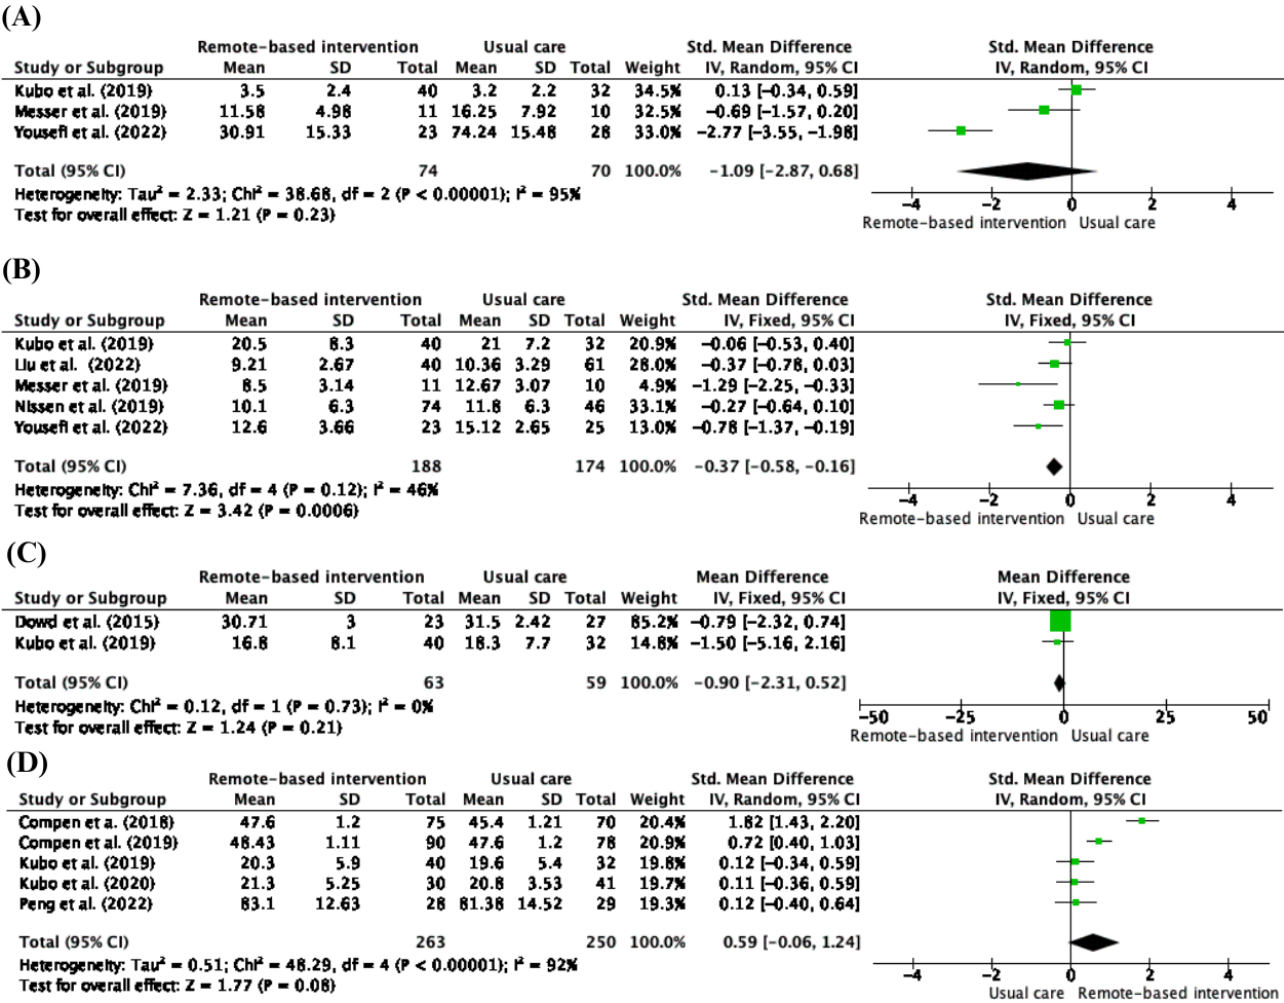 (A)
Remote-based intervention Usual care Std. Mean Difference Std. Mean Difference
Study or Subgroup Mean SD Total Mean SD Total Weight IV, Random, 95% CI IV, Random, 95% CI
Kubo et al. (2019) 3.5 2.4 40 3.2 2.2 32 34.5% 0.13 [-0.34, 0.59]
Messer et al. (2019) 11.58 4.98 11 16.25 7.92 10 32.5% -0.69 [-1.57, 0.20]
Yousefi et al. (2022) 30.91 15.33 23 74.24 15.48 28 33.0% -2.77 [-3.55, -1.98]
Total (95% CI) 74 70 100.0% -1.09 [-2.87, 0.68]
Heterogeneity: Tau² = 2.33; Chi² = 38.68, df = 2 (P < 0.00001); I² = 95%
Test for overall effect: Z = 1.21 (P = 0.23)
-4 -2 0 2 4
Remote-based intervention Usual care
(B)
Remote-based intervention Usual care Std. Mean Difference Std. Mean Difference
Study or Subgroup Mean SD Total Mean SD Total Weight IV, Fixed, 95% CI IV, Fixed, 95% CI
Kubo et al. (2019) 20.5 8.3 40 21 7.2 32 20.9% -0.06 [-0.53, 0.40]
Liu et al. (2022) 9.21 2.67 40 10.36 3.29 61 28.0% -0.37 [-0.78, 0.03]
Messer et al. (2019) 8.5 3.14 11 12.67 3.07 10 4.9% -1.29 [-2.25, -0.33]
Nissen et al. (2019) 10.1 6.3 74 11.8 6.3 46 33.1% -0.27 [-0.64, 0.10]
Yousefi et al. (2022) 12.6 3.66 23 15.12 2.65 25 13.0% -0.78 [-1.37, -0.19]
Total (95% CI) 188 174 100.0% -0.37 [-0.58, -0.16]
Heterogeneity: Chi² = 7.36, df = 4 (P = 0.12); I² = 46%
Test for overall effect: Z = 3.42 (P = 0.0006)
-4 -2 0 2 4
Remote-based intervention Usual care
(C)
Remote-based intervention Usual care Mean Difference Mean Difference
Study or Subgroup Mean SD Total Mean SD Total Weight IV, Fixed, 95% CI IV, Fixed, 95% CI
Dowd et al. (2015) 30.71 3 23 31.5 2.42 27 85.2% -0.79 [-2.32, 0.74]
Kubo et al. (2019) 16.8 8.1 40 18.3 7.7 32 14.8% -1.50 [-5.16, 2.16]
Total (95% CI) 63 59 100.0% -0.90 [-2.31, 0.52]
Heterogeneity: Chi² = 0.12, df = 1 (P = 0.73); I² = 0%
Test for overall effect: Z = 1.24 (P = 0.21)
-50 -25 0 25 50
Remote-based intervention Usual care
(D)
Remote-based intervention Usual care Std. Mean Difference Std. Mean Difference
Study or Subgroup Mean SD Total Mean SD Total Weight IV, Random, 95% CI IV, Random, 95% CI
Compen et a. (2018) 47.6 1.2 75 45.4 1.21 70 20.4% 1.82 [1.43, 2.20]
Compen et al. (2019) 48.43 1.11 90 47.6 1.2 78 20.9% 0.72 [0.40, 1.03]
Kubo et al. (2019) 20.3 5.9 40 19.6 5.4 32 19.8% 0.12 [-0.34, 0.59]
Kubo et al. (2020) 21.3 5.25 30 20.8 3.53 41 19.7% 0.11 [-0.36, 0.59]
Peng et al. (2022) 83.1 12.63 28 81.38 14.52 29 19.3% 0.12 [-0.40, 0.64]
Total (95% CI) 263 250 100.0% 0.59 [-0.06, 1.24]
Heterogeneity: Tau² = 0.51; Chi² = 48.29, df = 4 (P < 0.00001); I² = 92%
Test for overall effect: Z = 1.77 (P = 0.08)
-4 -2 0 2 4
Usual care Remote-based intervention